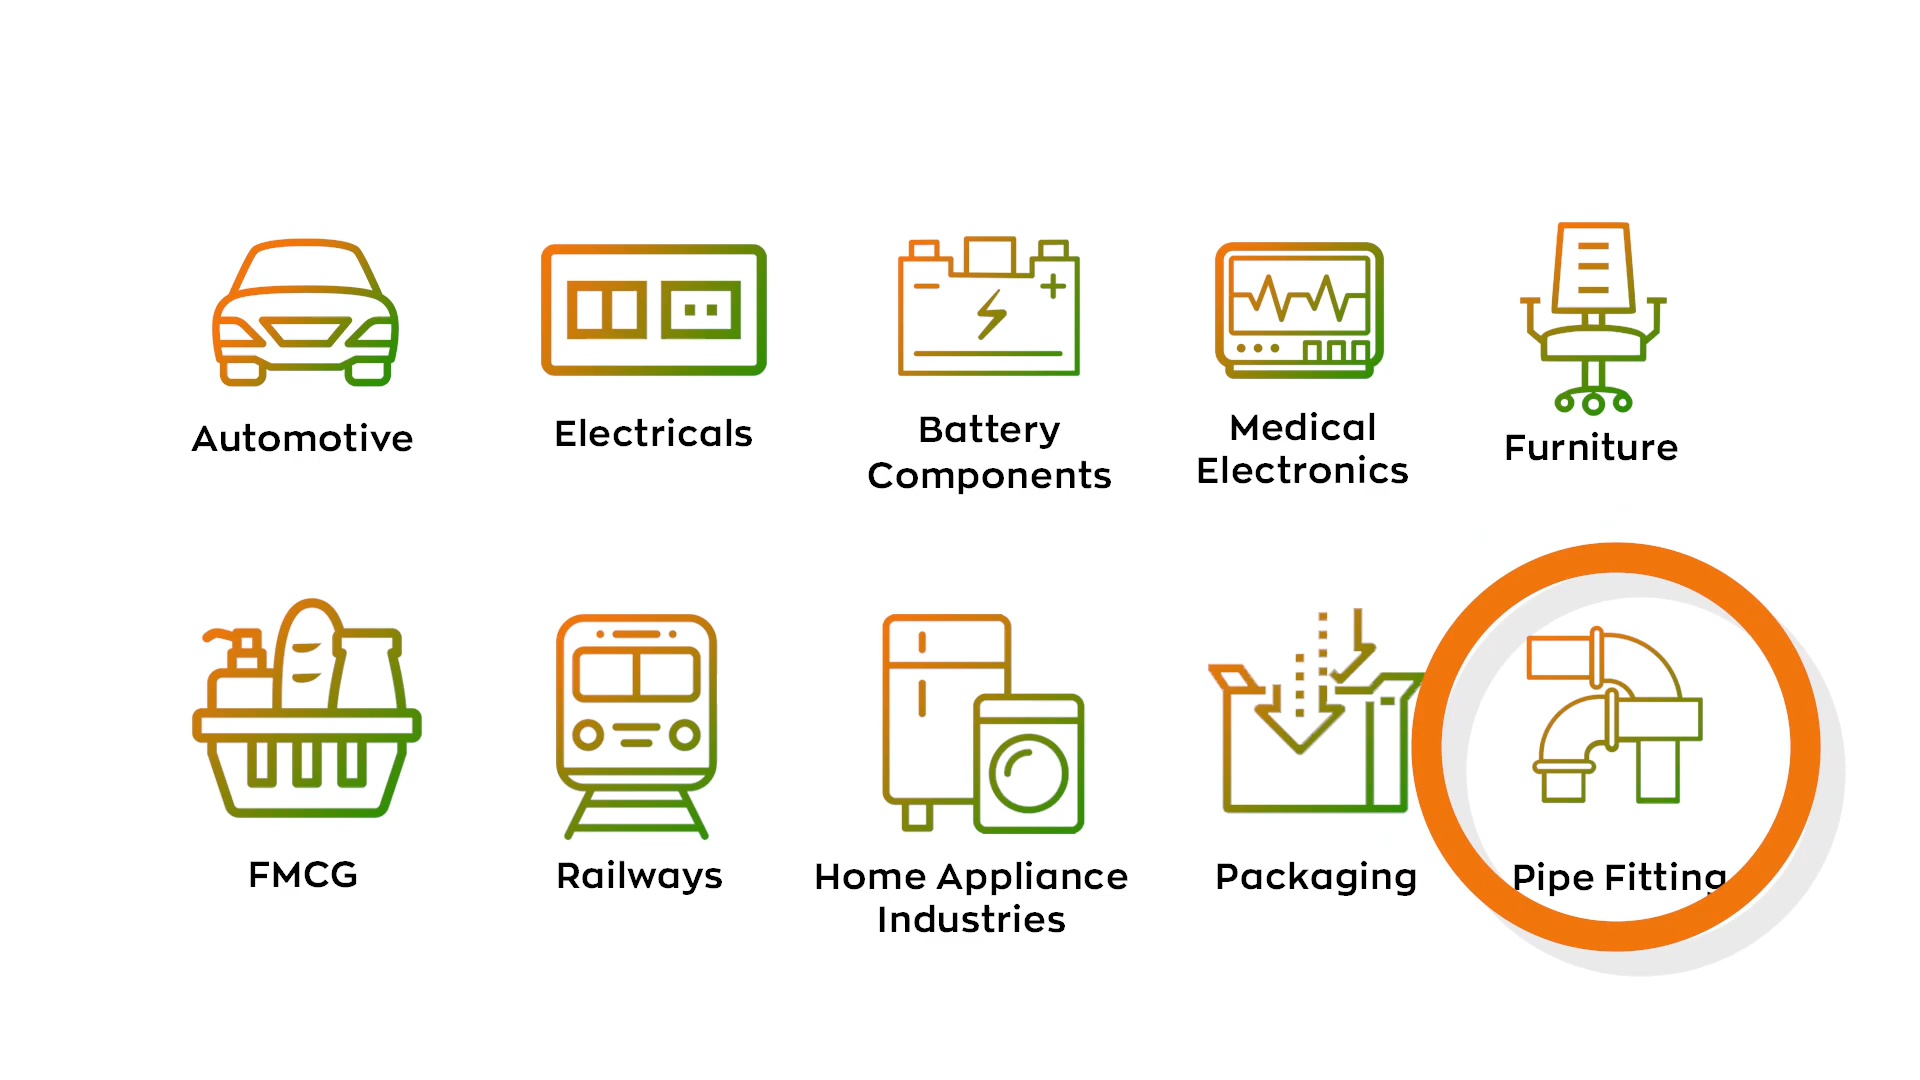 Automotive
Electricals
Battery
Components
Medical
Electronics
Furniture
FMCG
Railways
Home Appliance
Industries
Packaging
Pipe Fitting